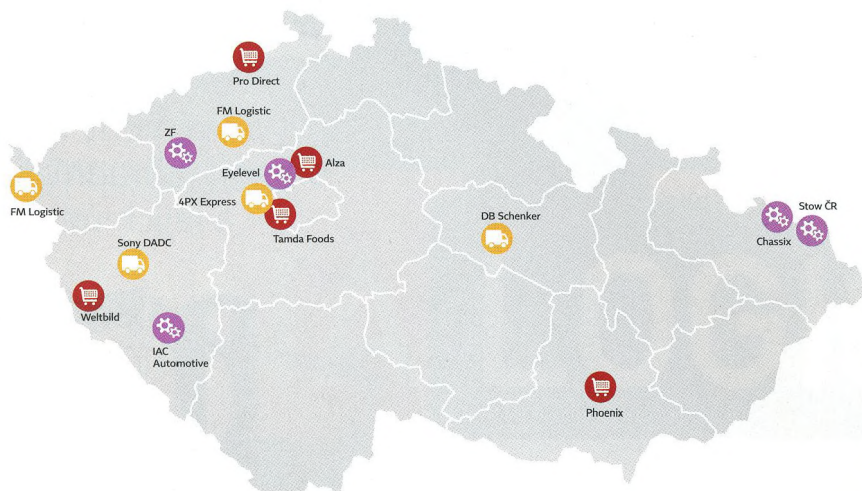 Pro Direct
FM Logistic
ZF
Eyelevel
Alza
FM Logistic
4PX Express
Tamda Foods
Sony DADC
DB Schenker
Stow ČR
Chassix
Weltbild
IAC
Automotive
Phoenix